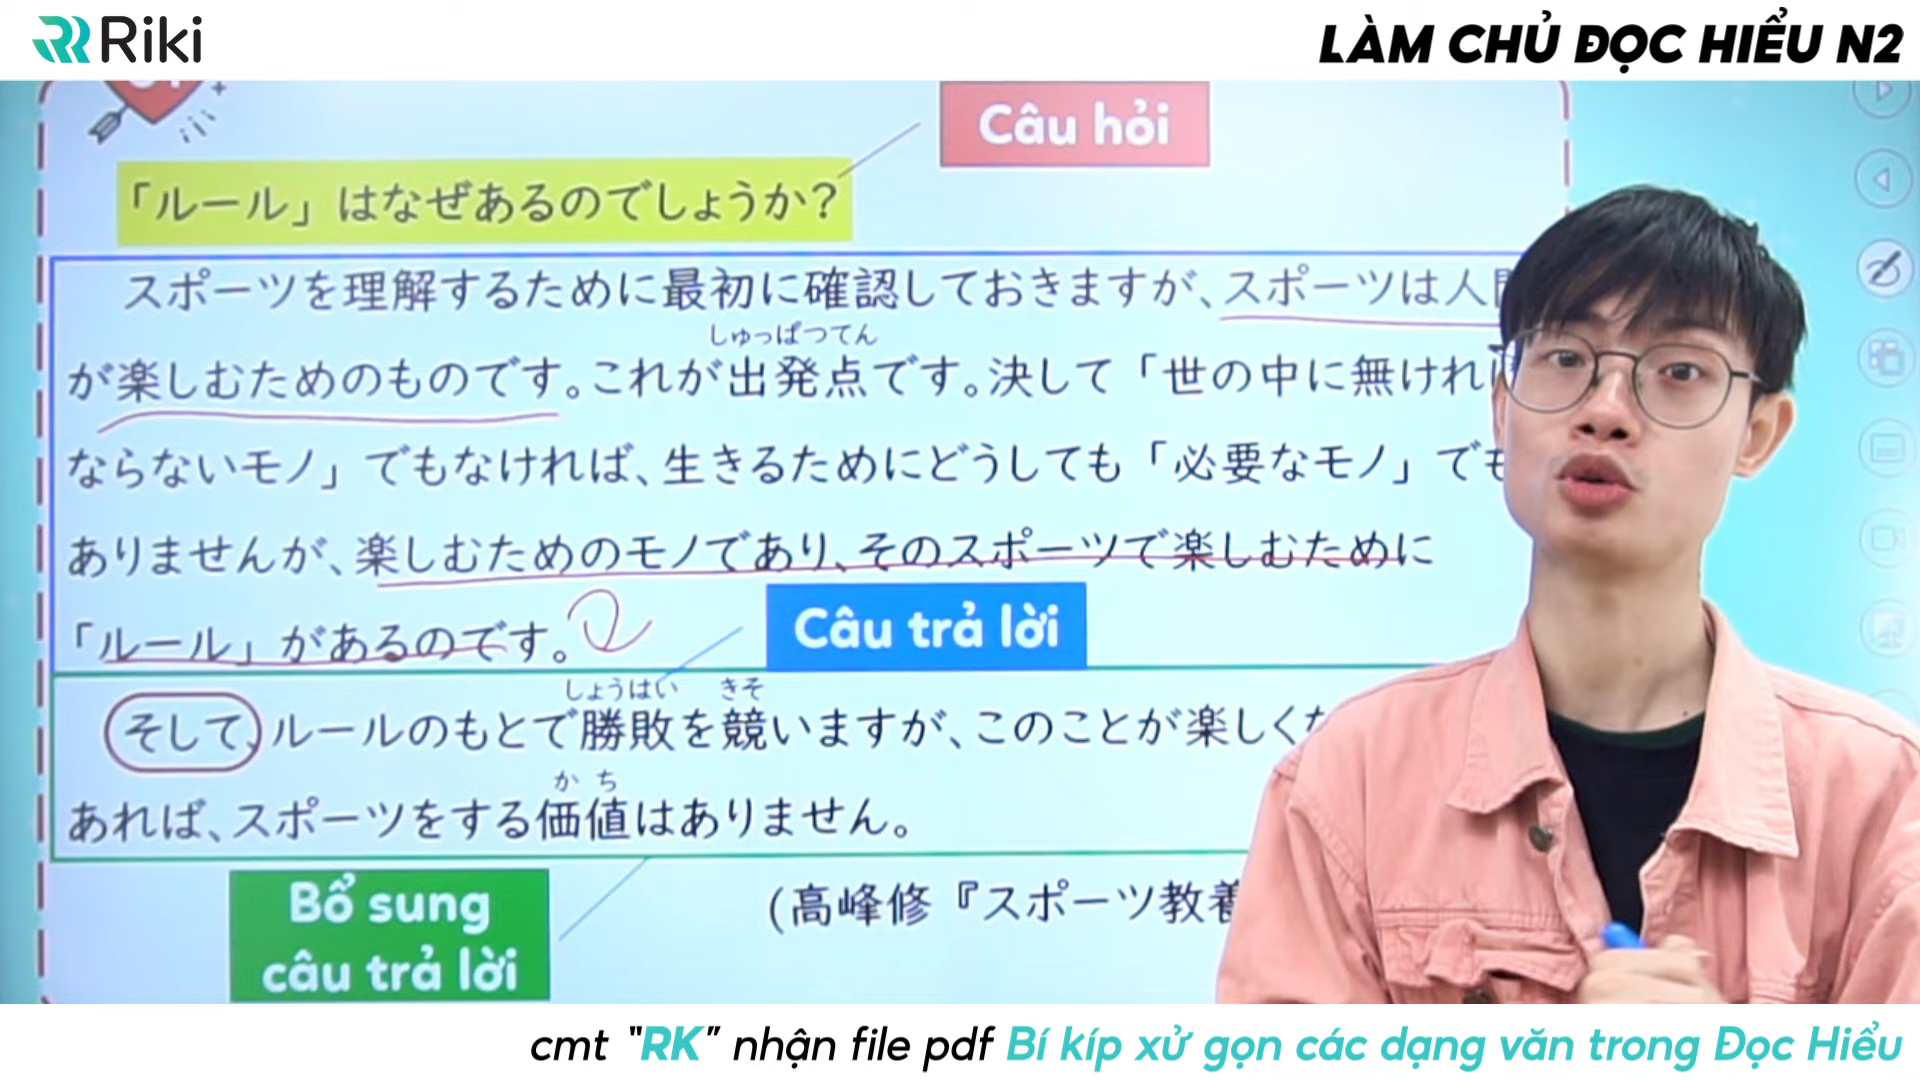 Riki
LÀM CHỦ ĐỌC HIỂU N2
Câu hỏi
「ルール」はなぜあるのでしょうか?
スポーツを理解するために最初に確認しておきますが、スポーツは人
しゅっぱつてん
が楽しむためのものです。これが出発点です。決して「世の中に無けれ
ならないモノ」でもなければ、生きるためにどうしても「必要なモノ」でも
ありませんが、楽しむためのモノであり、そのスポーツで楽しむために
「ルール」があるのです。
Câu trả lời
しょうはい きそ
そして、ルールのもとで勝敗を競いますが、このことが楽しく
か ち
あれば、スポーツをする価値はありません。
Bổ sung
câu trả lời
(高峰修『スポーツ教養
cmt "RK" nhận file pdf Bí kíp xử gọn các dạng văn trong Đọc Hiểu